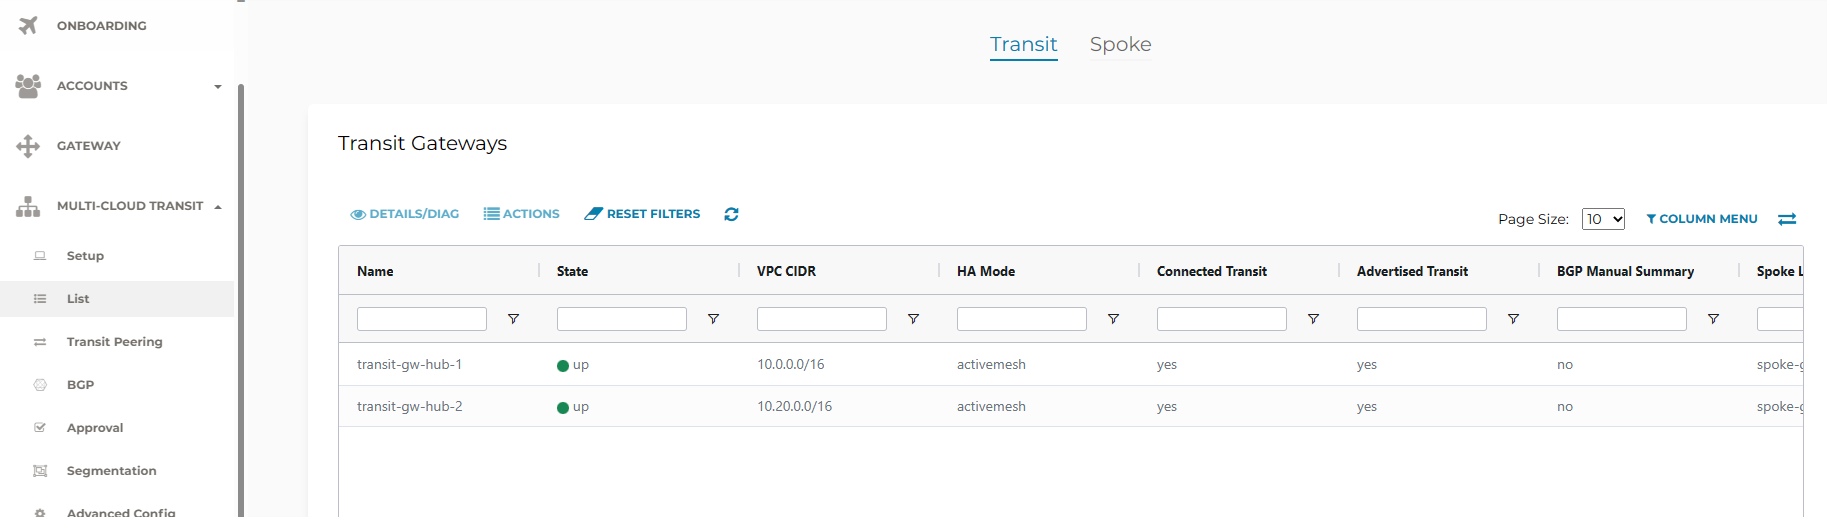 ONBOARDING
ACCOUNTS
GATEWAY
MULTI-CLOUD TRANSIT
Setup
List
Transit Peering
BGP
Approval
Segmentation
Advanced Config
Transit Spoke
Transit Gateways
DETAILS/DIAG ACTIONS RESET FILTERS
Page Size: 10 COLUMN MENU
Name State VPC CIDR HA Mode Connected Transit Advertised Transit BGP Manual Summary Spoke L
transit-gw-hub-1 up 10.0.0.0/16 activemesh yes yes no spoke-g
transit-gw-hub-2 up 10.20.0.0/16 activemesh yes yes no spoke-g